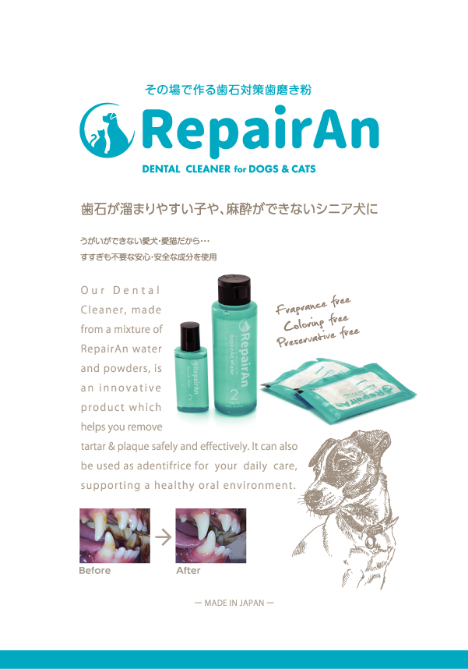 その場で作る歯石対策歯磨き粉
RepairAn
DENTAL CLEANER for DOGS & CATS
歯石が溜まりやすい子や、麻酔ができないシニア犬に
うがいができない愛犬・愛猫だから・・・
すすぎも不要な安心・安全な成分を使用
Our Dental
Cleaner, made
from a mixture of
RepairAn water
and powders, is
an innovative
product which
helps you remove
tartar & plaque safely and effectively. It can also
be used as adentifrice for your daily care,
supporting a healthy oral environment.
Fragrance free
Coloring free
Preservative free
RepairAn
RepairAn
2
RepairAn
Before
After
— MADE IN JAPAN —